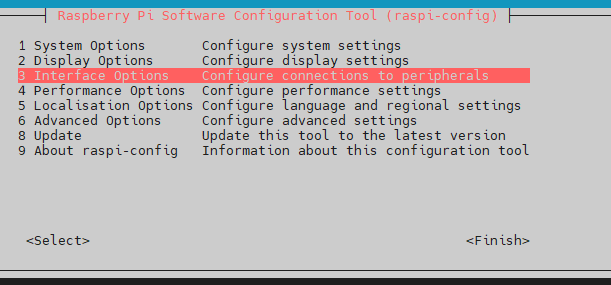 Raspberry Pi Software Configuration Tool (raspi-config)
1 System Options Configure system settings
2 Display Options Configure display settings
3 Interface Options Configure connections to peripherals
4 Performance Options Configure performance settings
5 Localisation Options Configure language and regional settings
6 Advanced Options Configure advanced settings
8 Update Update this tool to the latest version
9 About raspi-config Information about this configuration tool
<Select> <Finish>